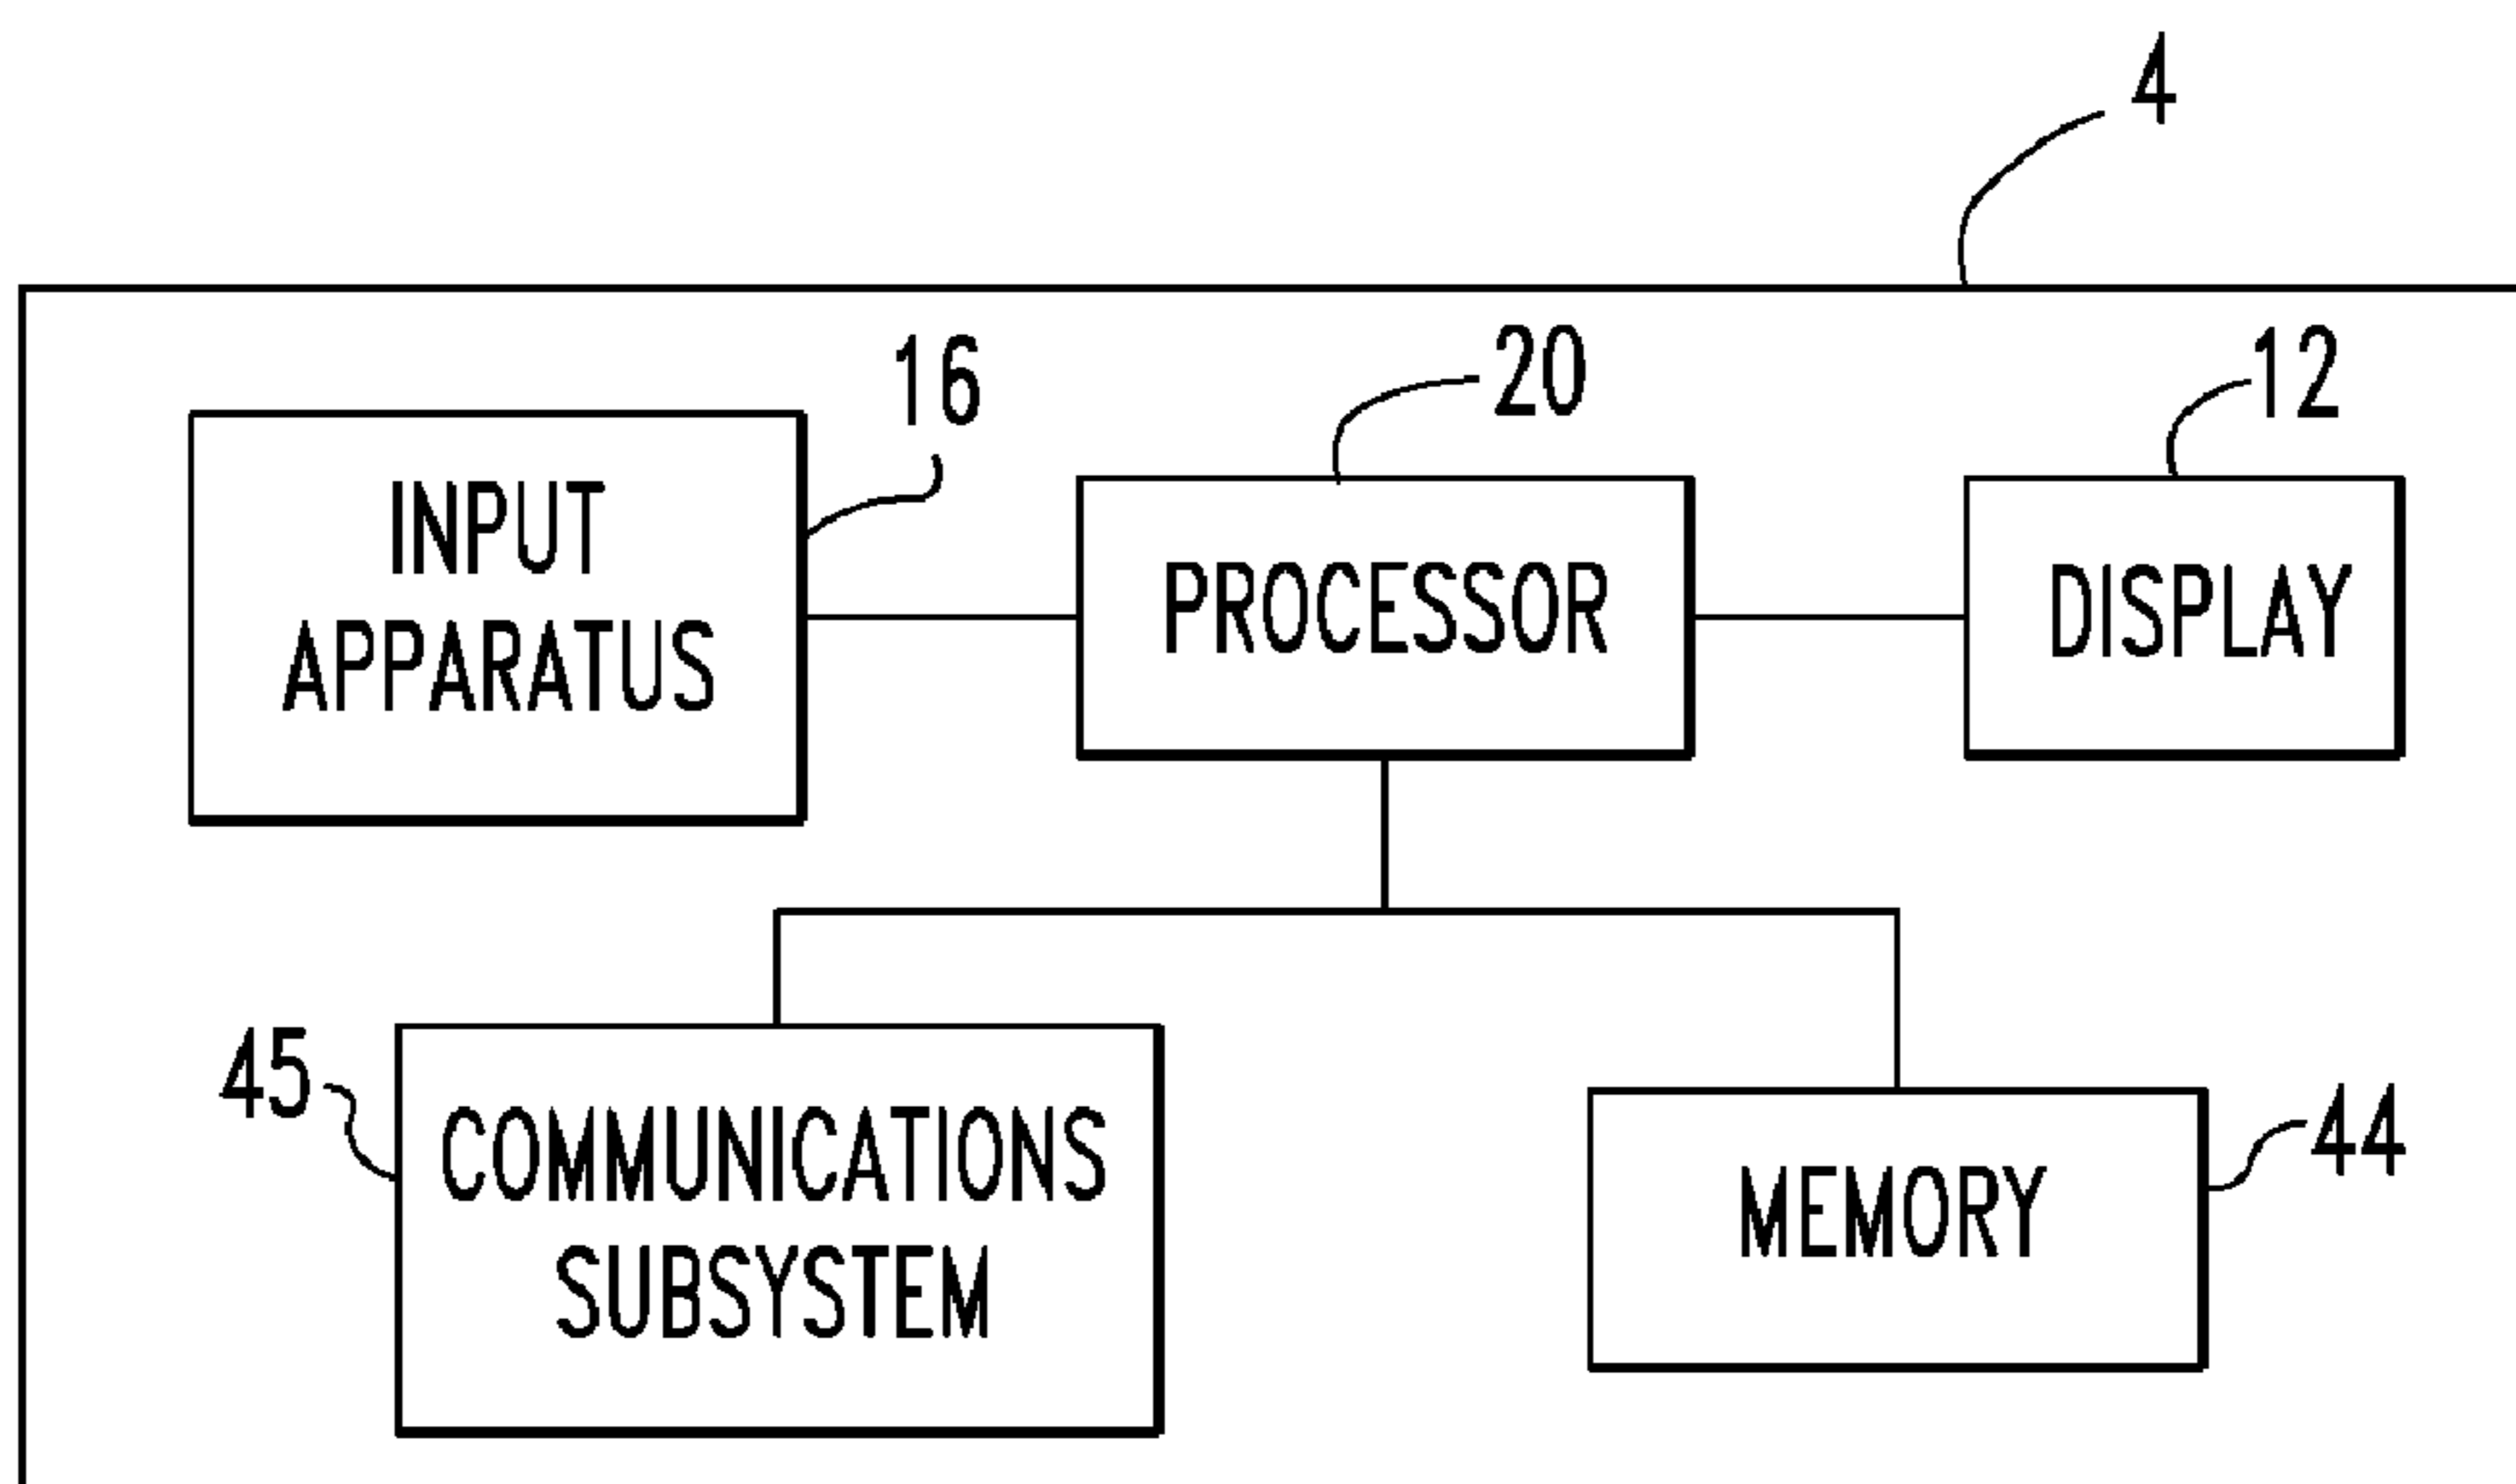 4
16
20
12
INPUT
APPARATUS
PROCESSOR
DISPLAY
45
COMMUNICATIONS
SUBSYSTEM
44
MEMORY